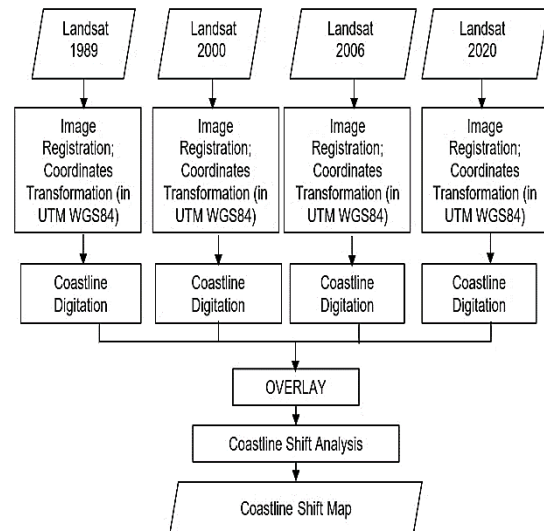 Landsat
1989
Landsat
2000
Landsat
2006
Landsat
2020
Image
Registration;
Coordinates
Transformation (in
UTM WGS84)
Image
Registration;
Coordinates
Transformation (in
UTM WGS84)
Image
Registration;
Coordinates
Transformation (in
UTM WGS84)
Image
Registration;
Coordinates
Transformation (in
UTM WGS84)
Coastline
Digitation
Coastline
Digitation
Coastline
Digitation
Coastline
Digitation
OVERLAY
Coastline Shift Analysis
Coastline Shift Map